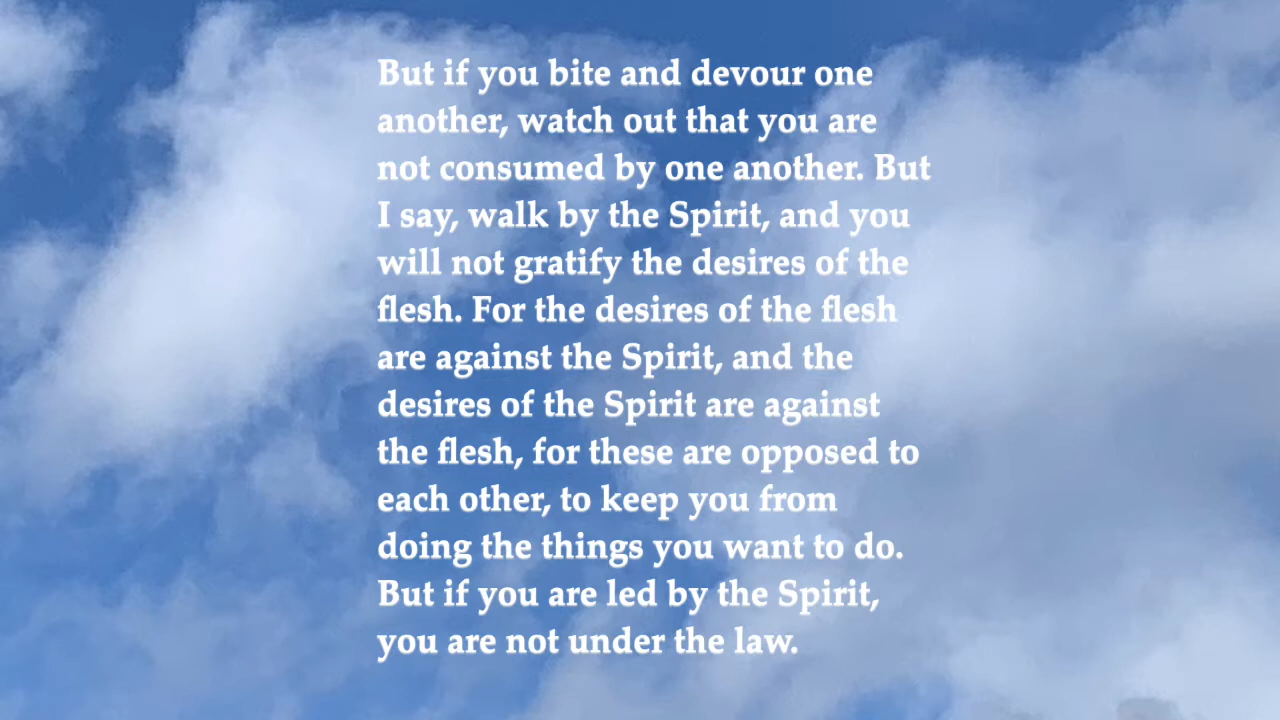 But if you bite and devour one
another, watch out that you are
not consumed by one another. But
I say, walk by the Spirit, and you
will not gratify the desires of the
flesh. For the desires of the flesh
are against the Spirit, and the
desires of the Spirit are against
the flesh, for these are opposed to
each other, to keep you from
doing the things you want to do.
But if you are led by the Spirit,
you are not under the law.